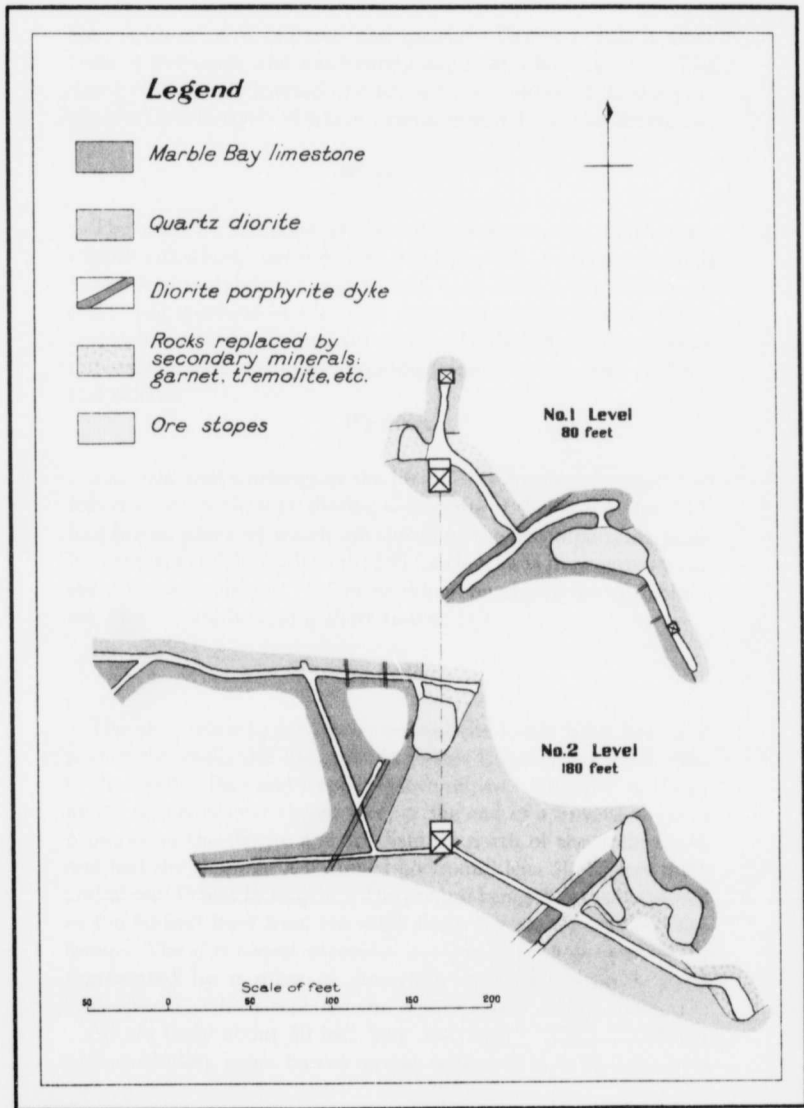 Legend
Marble Bay limestone
Quartz diorite
Diorite porphyrite dyke
Rocks replaced by
secondary minerals:
garnet, tremolite, etc.
Ore stopes
No.1 Level
80 feet
No.2 Level
180 feet
Scale of feet
50 0 50 100 150 200